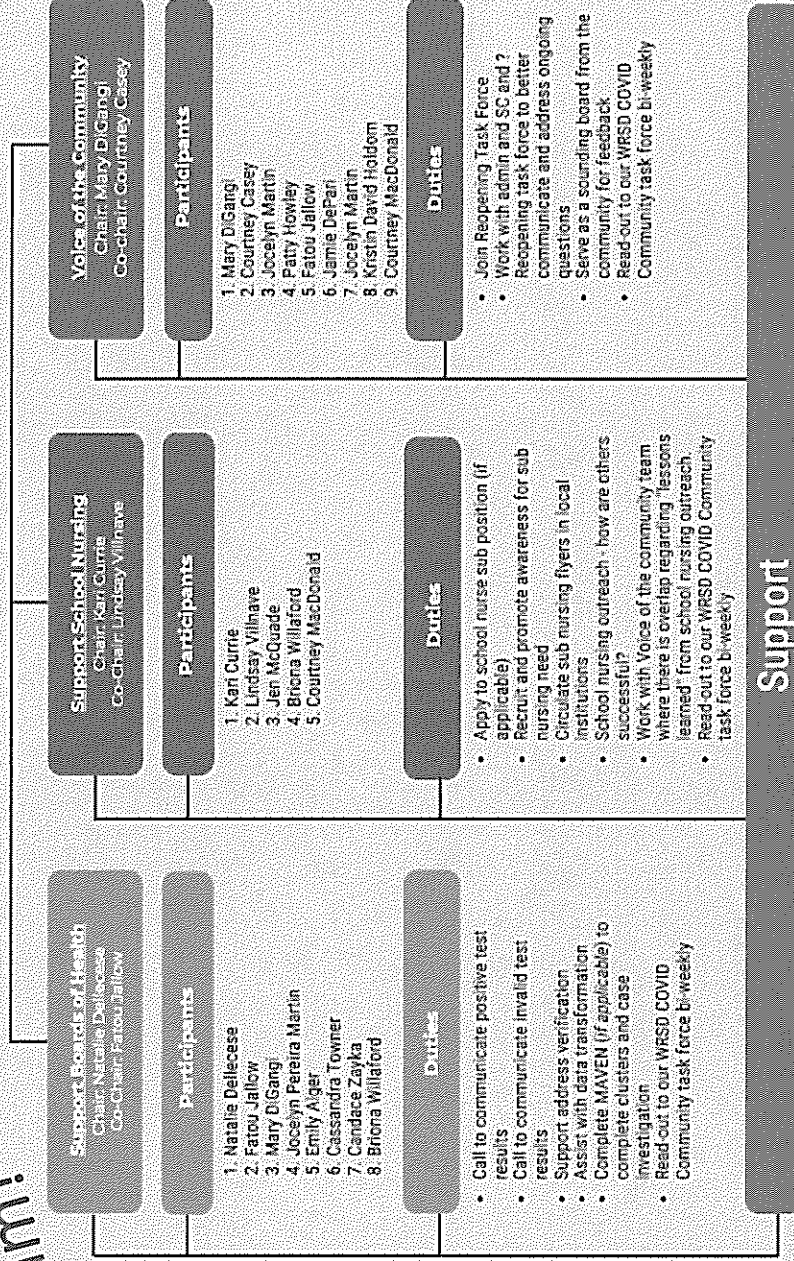 Support Boards of Health
Chair: Natalie Dellecese
Co-Chair: Fatou Jallow
Participants
1. Natalie Dellecese
2. Fatou Jallow
3. Mary DiGangi
4. Jocelyn Pereira Martin
5. Emily Alger
6. Cassandra Towner
7. Candace Zayka
8. Briona Willaford
Duties
• Call to communicate positive test
results
• Call to communicate invalid test
results
• Support address verification
• Assist with data transformation
• Complete MAVEN (if applicable) to
complete clusters and case
investigation
• Read-out to our WRSD COVID
Community task force bi-weekly
Support School Nursing
Chair: Kari Currie
Co-Chair: Lindsay Villnave
Participants
1. Kari Currie
2. Lindsay Villnave
3. Jen McQuade
4. Briona Willaford
5. Courtney MacDonald
Duties
• Apply to school nurse sub position (if
applicable)
• Recruit and promote awareness for sub
nursing need
• Circulate sub nursing flyers in local
institutions
• School nursing outreach - how are others
successful?
• Work with Voice of the community team
where there is overlap regarding "lessons
learned" from school nursing outreach.
• Read-out to our WRSD COVID Community
task force bi-weekly
Voice of the Community
Chair: Mary DiGangi
Co-chair: Courtney Casey
Participants
1. Mary DiGangi
2. Courtney Casey
3. Jocelyn Martin
4. Patty Howley
5. Fatou Jallow
6. Jamie DePari
7. Jocelyn Martin
8. Kristin David Holdom
9. Courtney MacDonald
Duties
• Join Reopening Task Force
• Work with admin and SC and ?
Reopening task force to better
communicate and address ongoing
questions
• Serve as a sounding board from the
community for feedback
• Read-out to our WRSD COVID
Community task force bi-weekly
Support